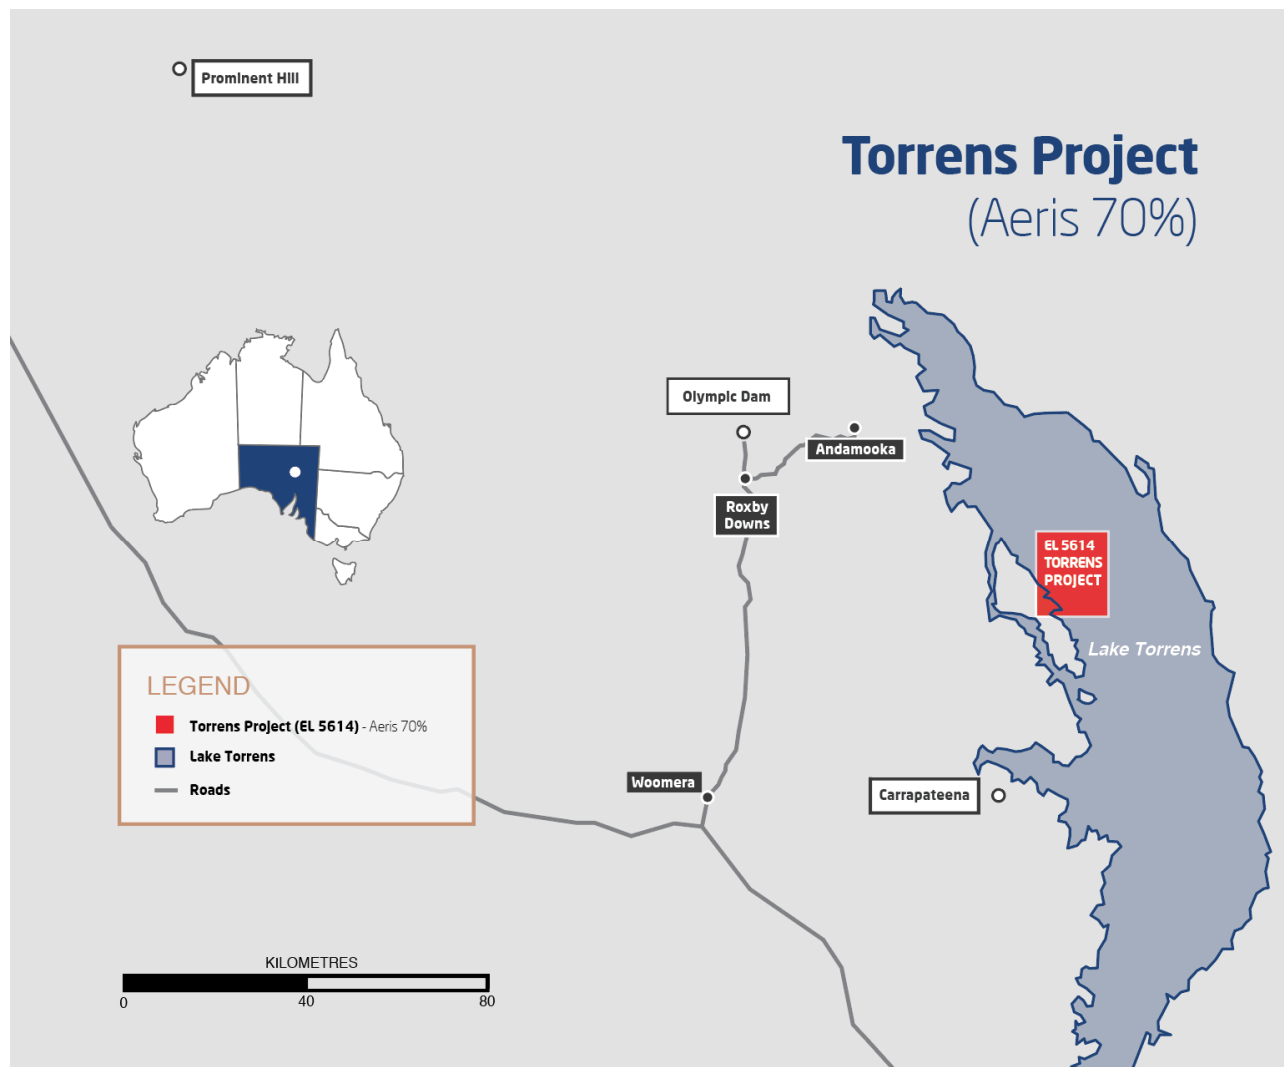 Prominent Hill
Torrens Project
(Aeris 70%)
Olympic Dam
Andamooka
Roxby
Downs
EL 5614
TORRENS
PROJECT
Lake Torrens
LEGEND
Torrens Project (EL 5614) - Aeris 70%
Lake Torrens
Roads
Woomera
Carrapateena
KILOMETRES
0 40 80